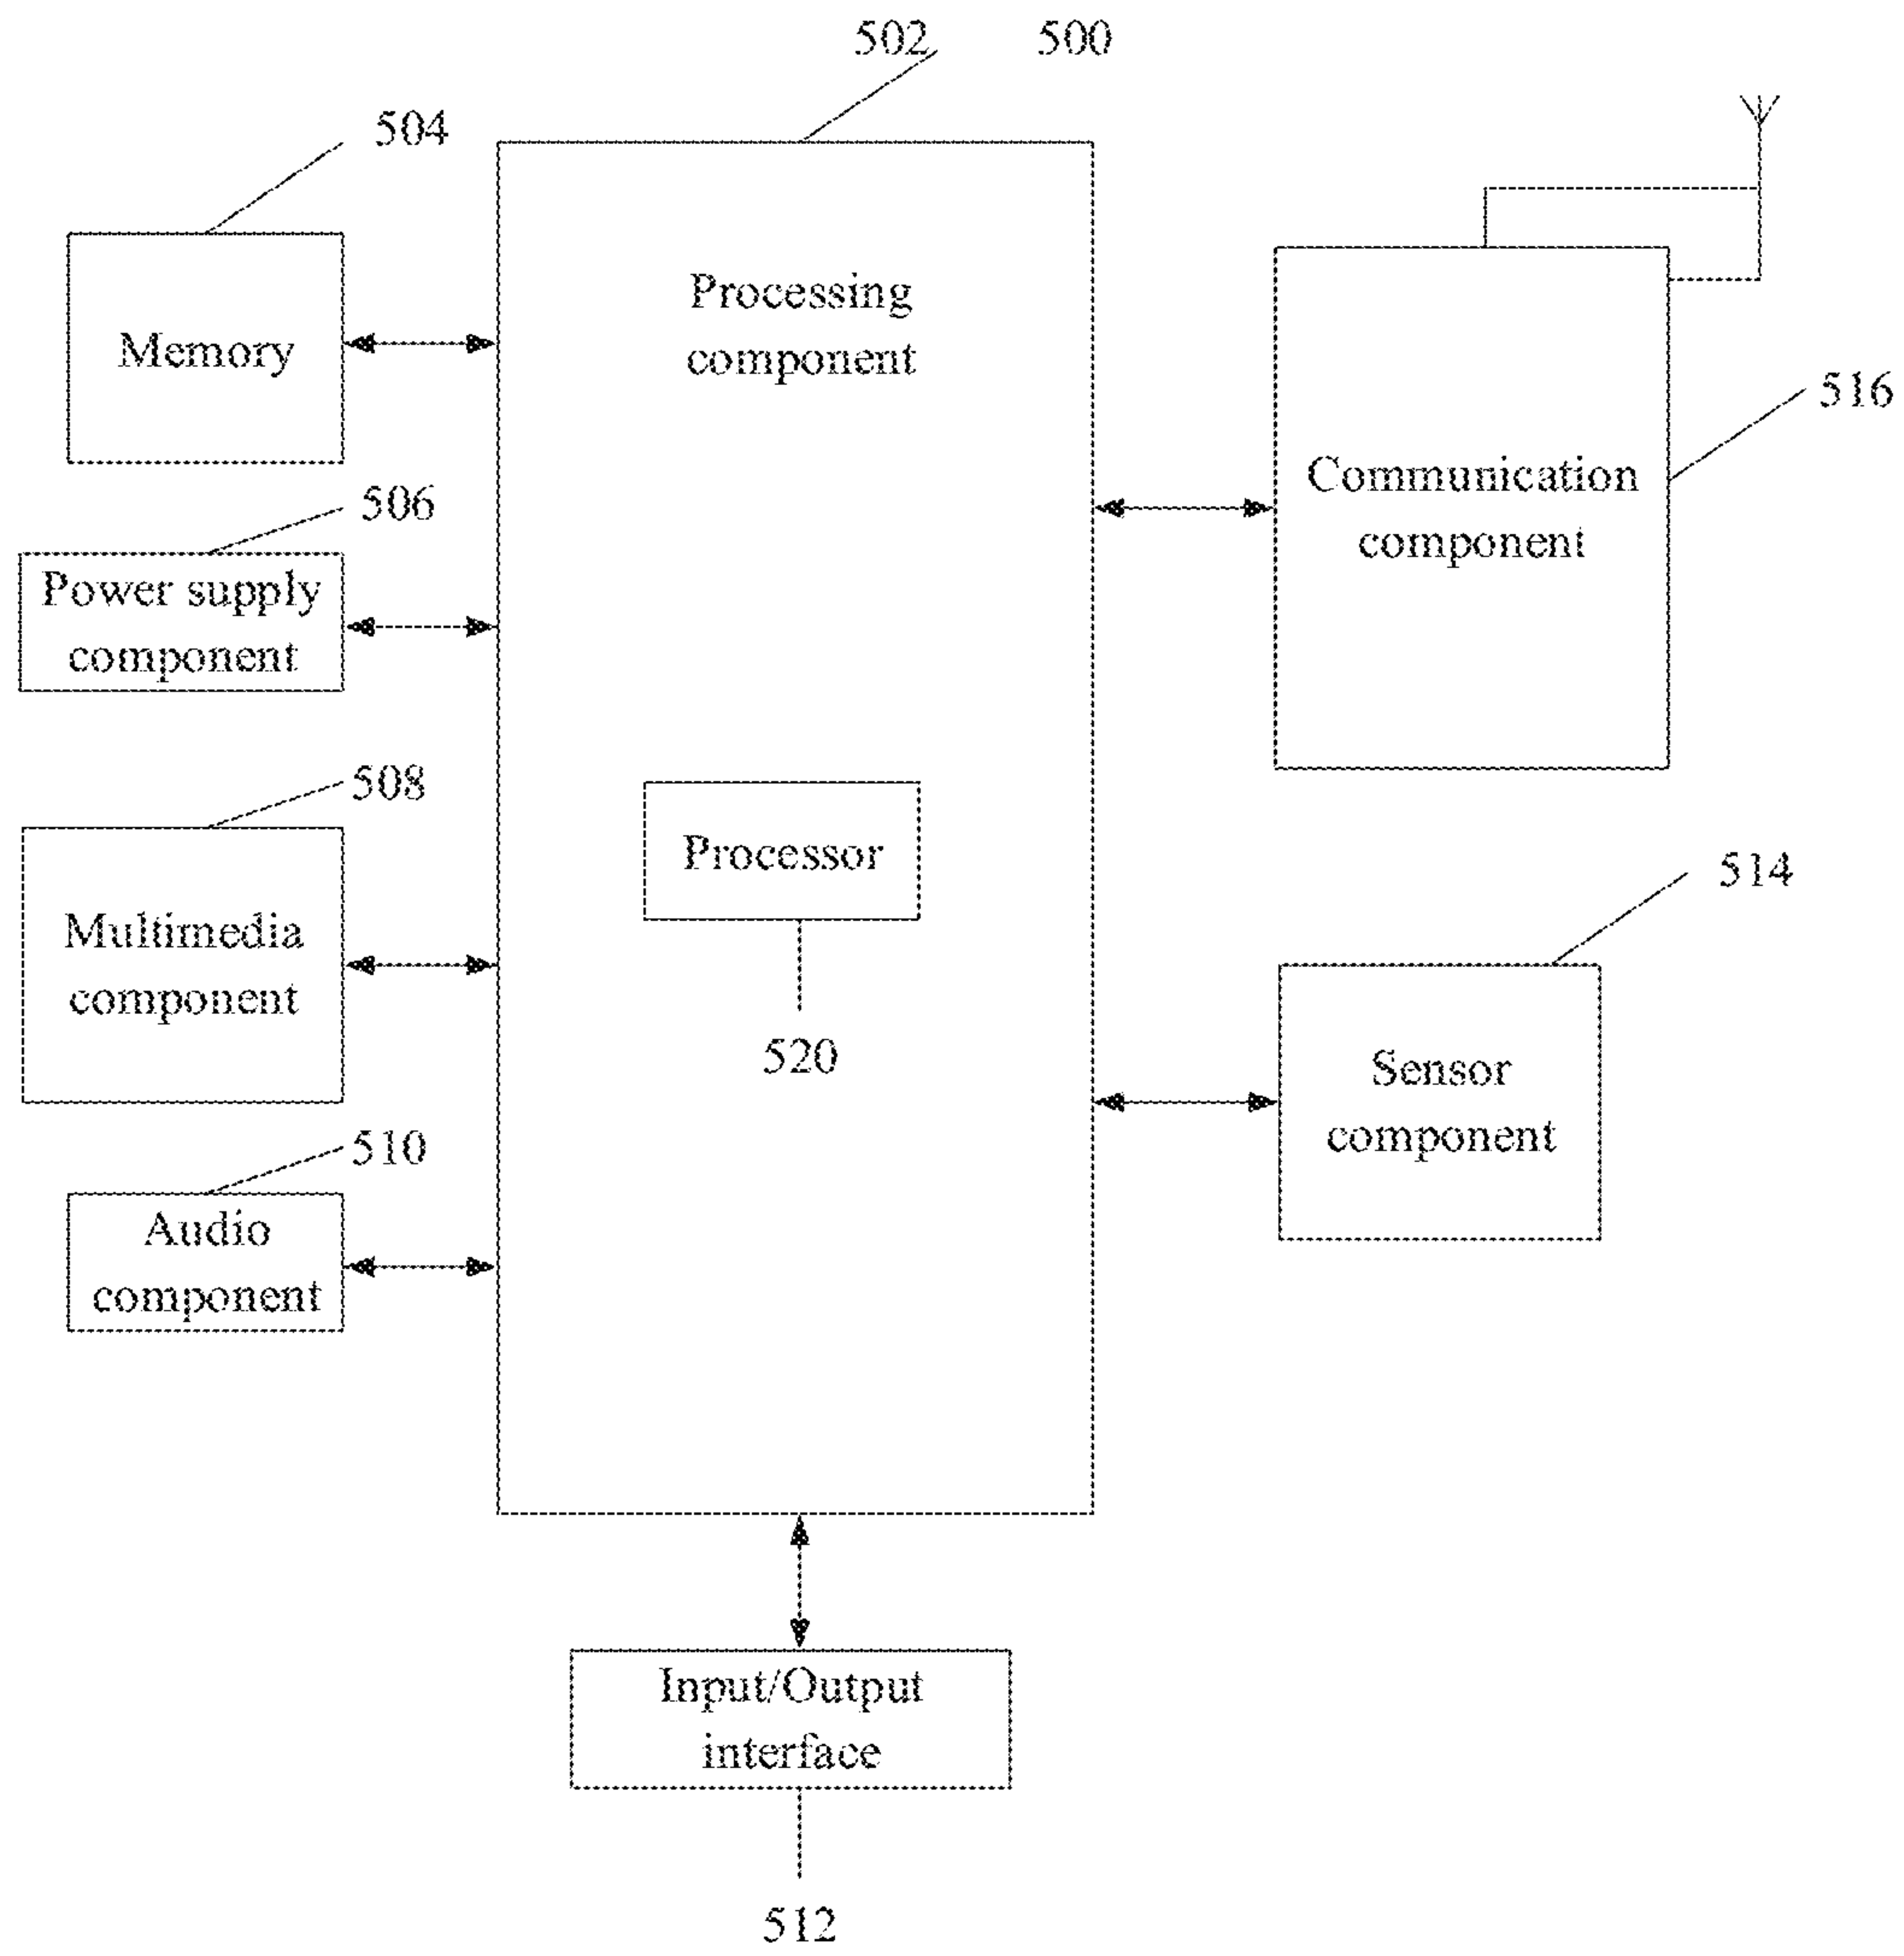 502
500
504
Memory
506
Power supply
component
508
Multimedia
component
510
Audio
component
Processing
component
Processor
520
516
Communication
component
514
Sensor
component
Input/Output
interface
512